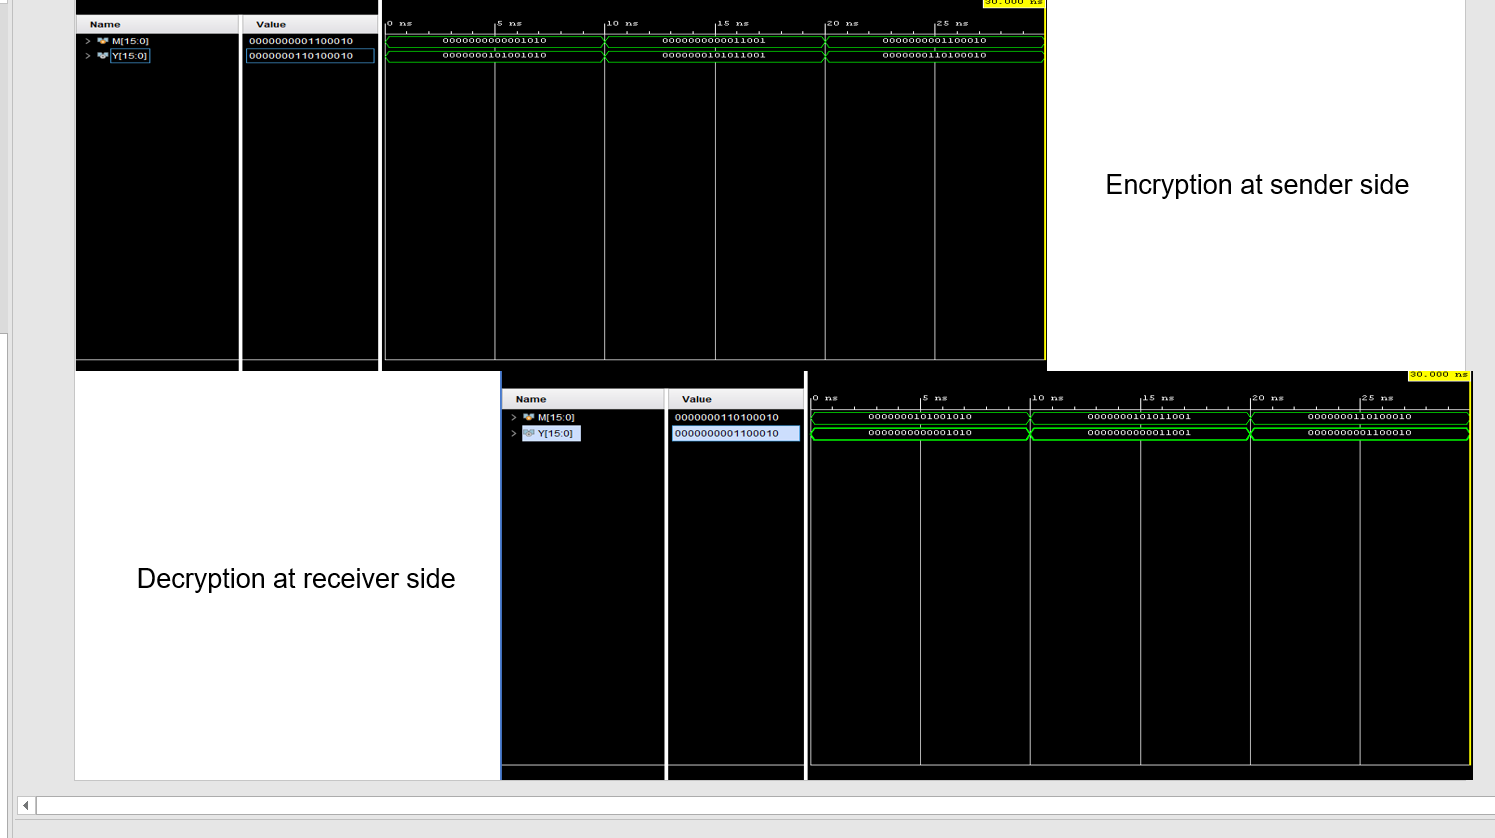 30.000 ns
Name Value 0 ns 5 ns 10 ns 15 ns 20 ns 25 ns
> M[15:0] 0000000001100010 0000000000001010 0000000000011001 0000000001100010
> Y[15:0] 0000000110100010 0000000101001010 0000000101011001 0000000110100010
Encryption at sender side
30.000 ns
Name Value 0 ns 5 ns 10 ns 15 ns 20 ns 25 ns
> M[15:0] 0000000110100010 0000000101001010 0000000101011001 0000000110100010
> Y[15:0] 0000000001100010 0000000000001010 0000000000011001 0000000001100010
Decryption at receiver side